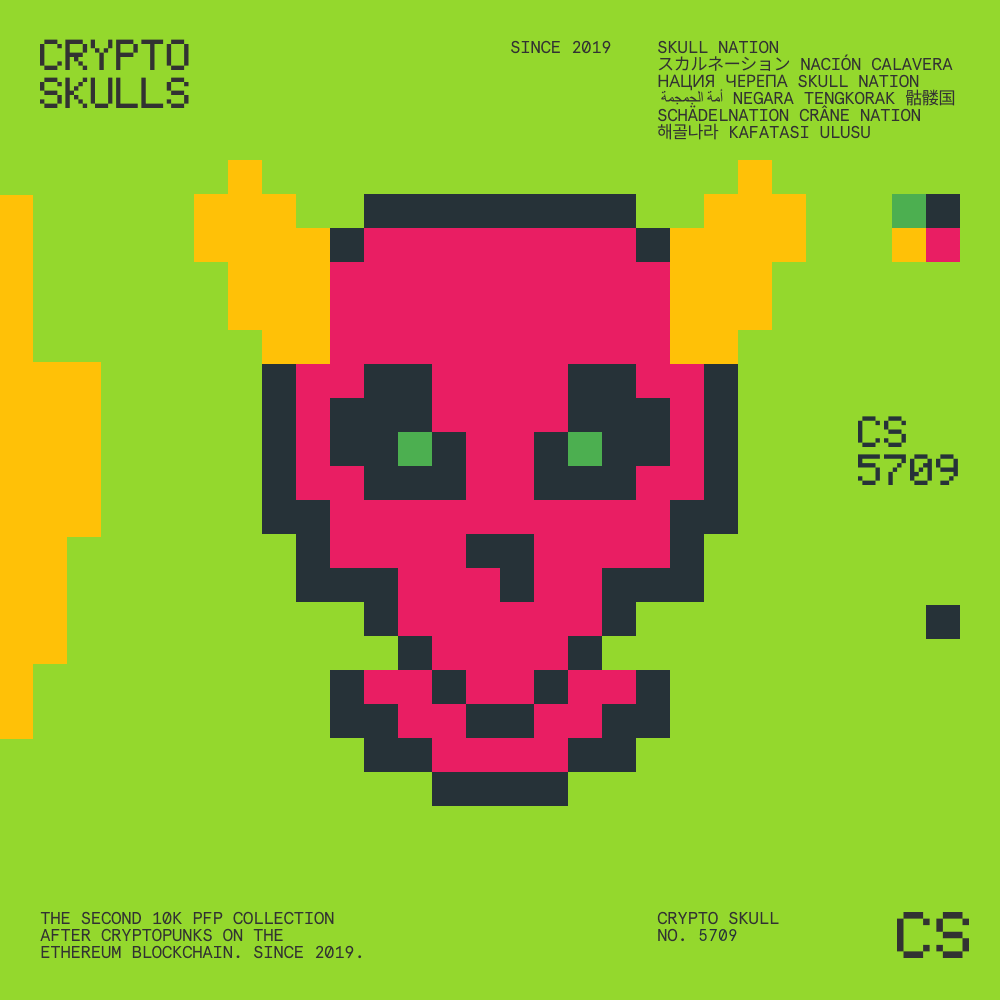 CRYPTO
SKULLS
SINCE 2019
SKULL NATION
スカルネーション NACIÓN CALAVERA
НАЦИЯ ЧЕРЕПА SKULL NATION
أمة الجمجمة NEGARA TENGKORAK 骷髅国
SCHÄDELNATION CRÂNE NATION
해골나라 KAFATASI ULUSU
CS
5709
THE SECOND 10K PFP COLLECTION
AFTER CRYPTOPUNKS ON THE
ETHEREUM BLOCKCHAIN. SINCE 2019.
CRYPTO SKULL
NO. 5709
CS